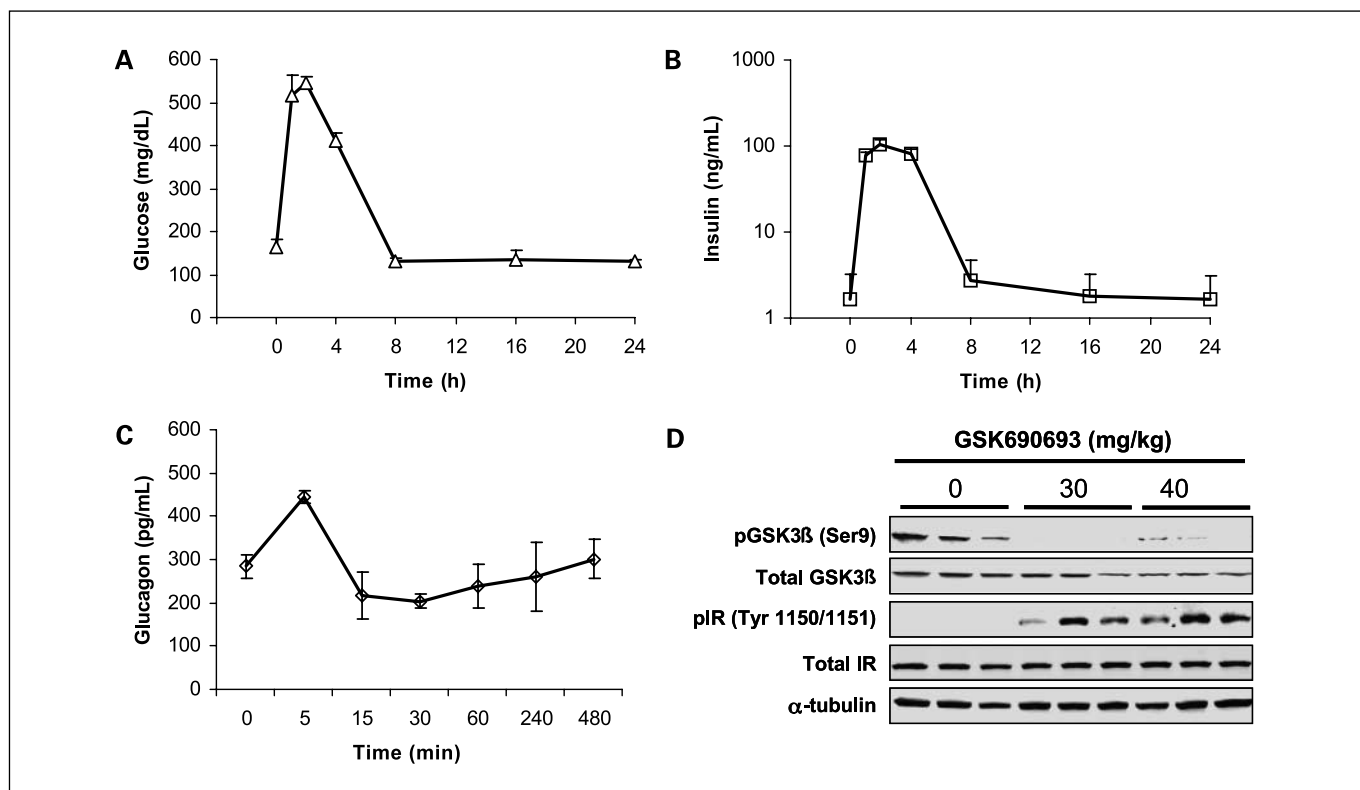 A
Glucose (mg/dL)
600
500
400
300
200
100
0
0 4 8 12 16 20 24
Time (h)
B
Insulin (ng/mL)
1000
100
10
1
0 4 8 12 16 20 24
Time (h)
C
Glucagon (pg/mL)
600
500
400
300
200
100
0
0 5 15 30 60 240 480
Time (min)
D
GSK690693 (mg/kg)
0 30 40
pGSK3ß (Ser9)
Total GSK3ß
pIR (Tyr 1150/1151)
Total IR
α-tubulin